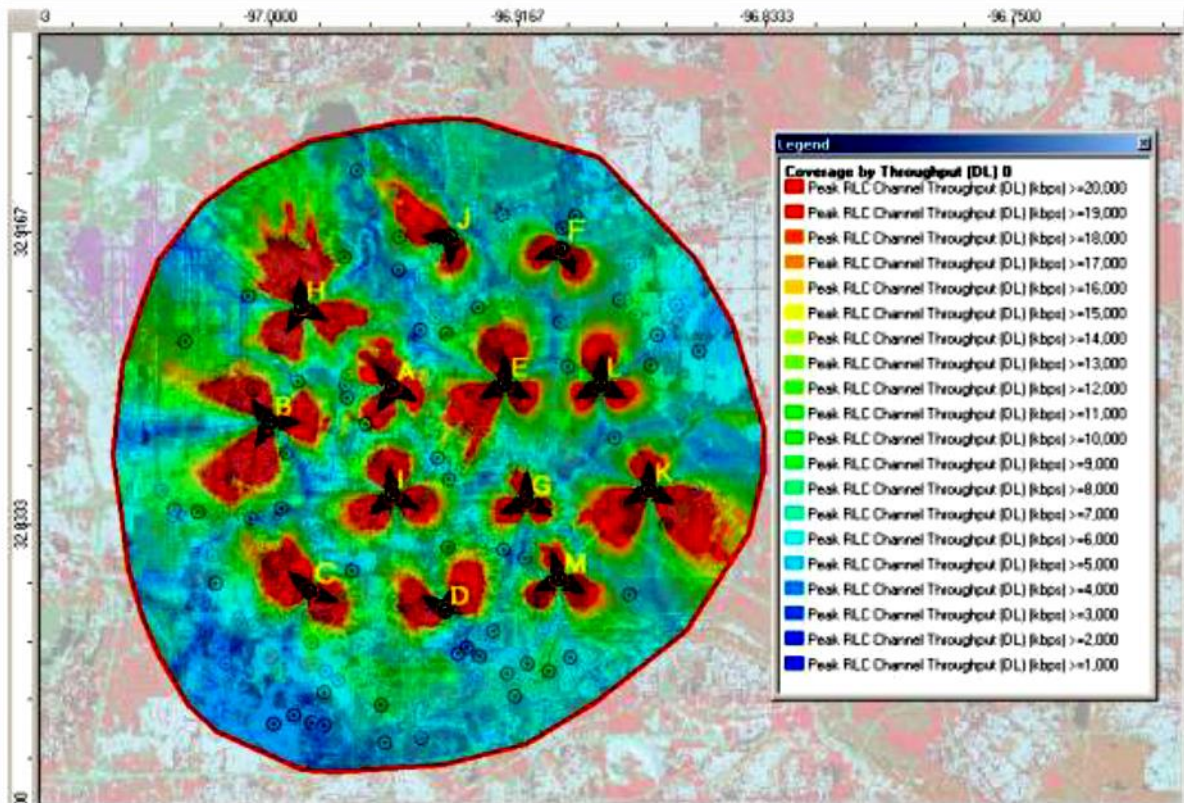 3 -97.0000 -96.9167 -96.8333 -96.7500
32.9167
32.8333
00
J
F
H
E
L
A
B
I
G
K
C
D
M
Legend
Coverage by Throughput (DL) 0
Peak RLC Channel Throughput (DL) (kbps) >=20,000
Peak RLC Channel Throughput (DL) (kbps) >=19,000
Peak RLC Channel Throughput (DL) (kbps) >=18,000
Peak RLC Channel Throughput (DL) (kbps) >=17,000
Peak RLC Channel Throughput (DL) (kbps) >=16,000
Peak RLC Channel Throughput (DL) (kbps) >=15,000
Peak RLC Channel Throughput (DL) (kbps) >=14,000
Peak RLC Channel Throughput (DL) (kbps) >=13,000
Peak RLC Channel Throughput (DL) (kbps) >=12,000
Peak RLC Channel Throughput (DL) (kbps) >=11,000
Peak RLC Channel Throughput (DL) (kbps) >=10,000
Peak RLC Channel Throughput (DL) (kbps) >=9,000
Peak RLC Channel Throughput (DL) (kbps) >=8,000
Peak RLC Channel Throughput (DL) (kbps) >=7,000
Peak RLC Channel Throughput (DL) (kbps) >=6,000
Peak RLC Channel Throughput (DL) (kbps) >=5,000
Peak RLC Channel Throughput (DL) (kbps) >=4,000
Peak RLC Channel Throughput (DL) (kbps) >=3,000
Peak RLC Channel Throughput (DL) (kbps) >=2,000
Peak RLC Channel Throughput (DL) (kbps) >=1,000